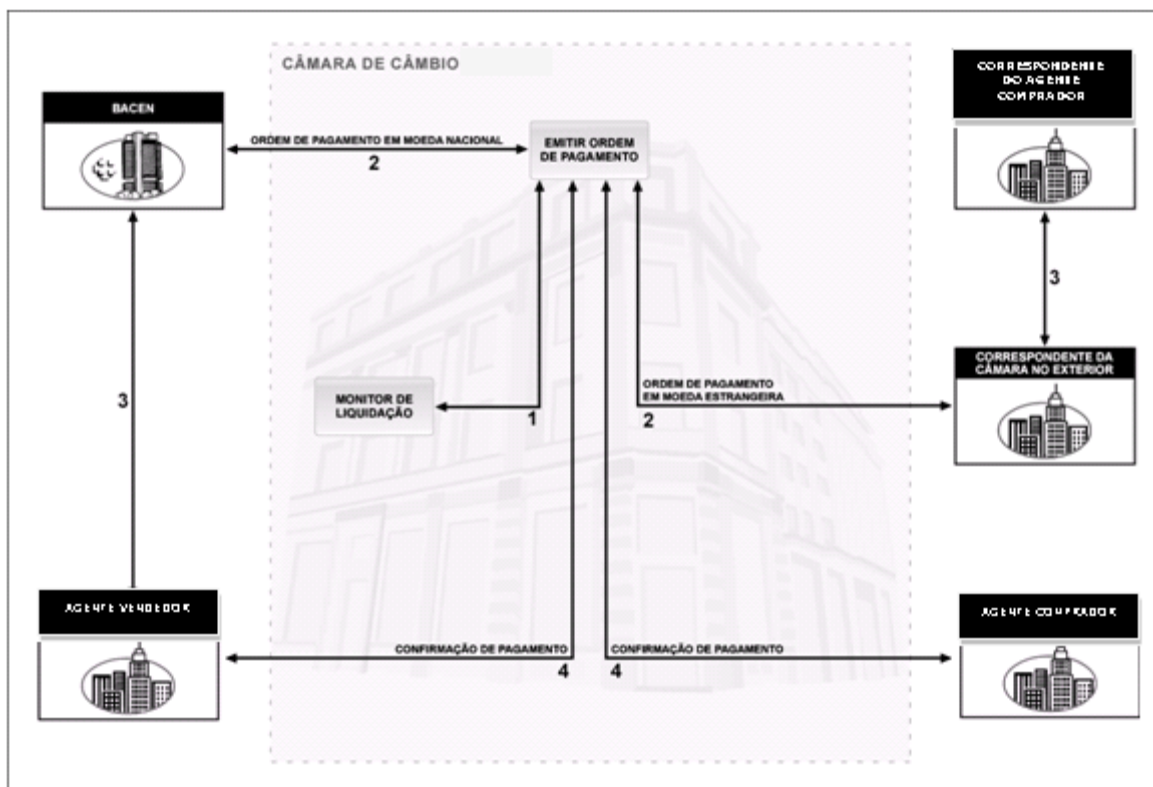 CÂMARA DE CÂMBIO
CORRESPONDENTE
DO AGENTE
COMPRADOR
BACEN
ORDEM DE PAGAMENTO EM MOEDA NACIONAL
2
EMITIR ORDEM
DE PAGAMENTO
3
CORRESPONDENTE DA
CÂMARA NO EXTERIOR
MONITOR DE
LIQUIDAÇÃO
1
ORDEM DE PAGAMENTO
EM MOEDA ESTRANGEIRA
2
3
AGENTE VENDEDOR
AGENTE COMPRADOR
CONFIRMAÇÃO DE PAGAMENTO
4
CONFIRMAÇÃO DE PAGAMENTO
4